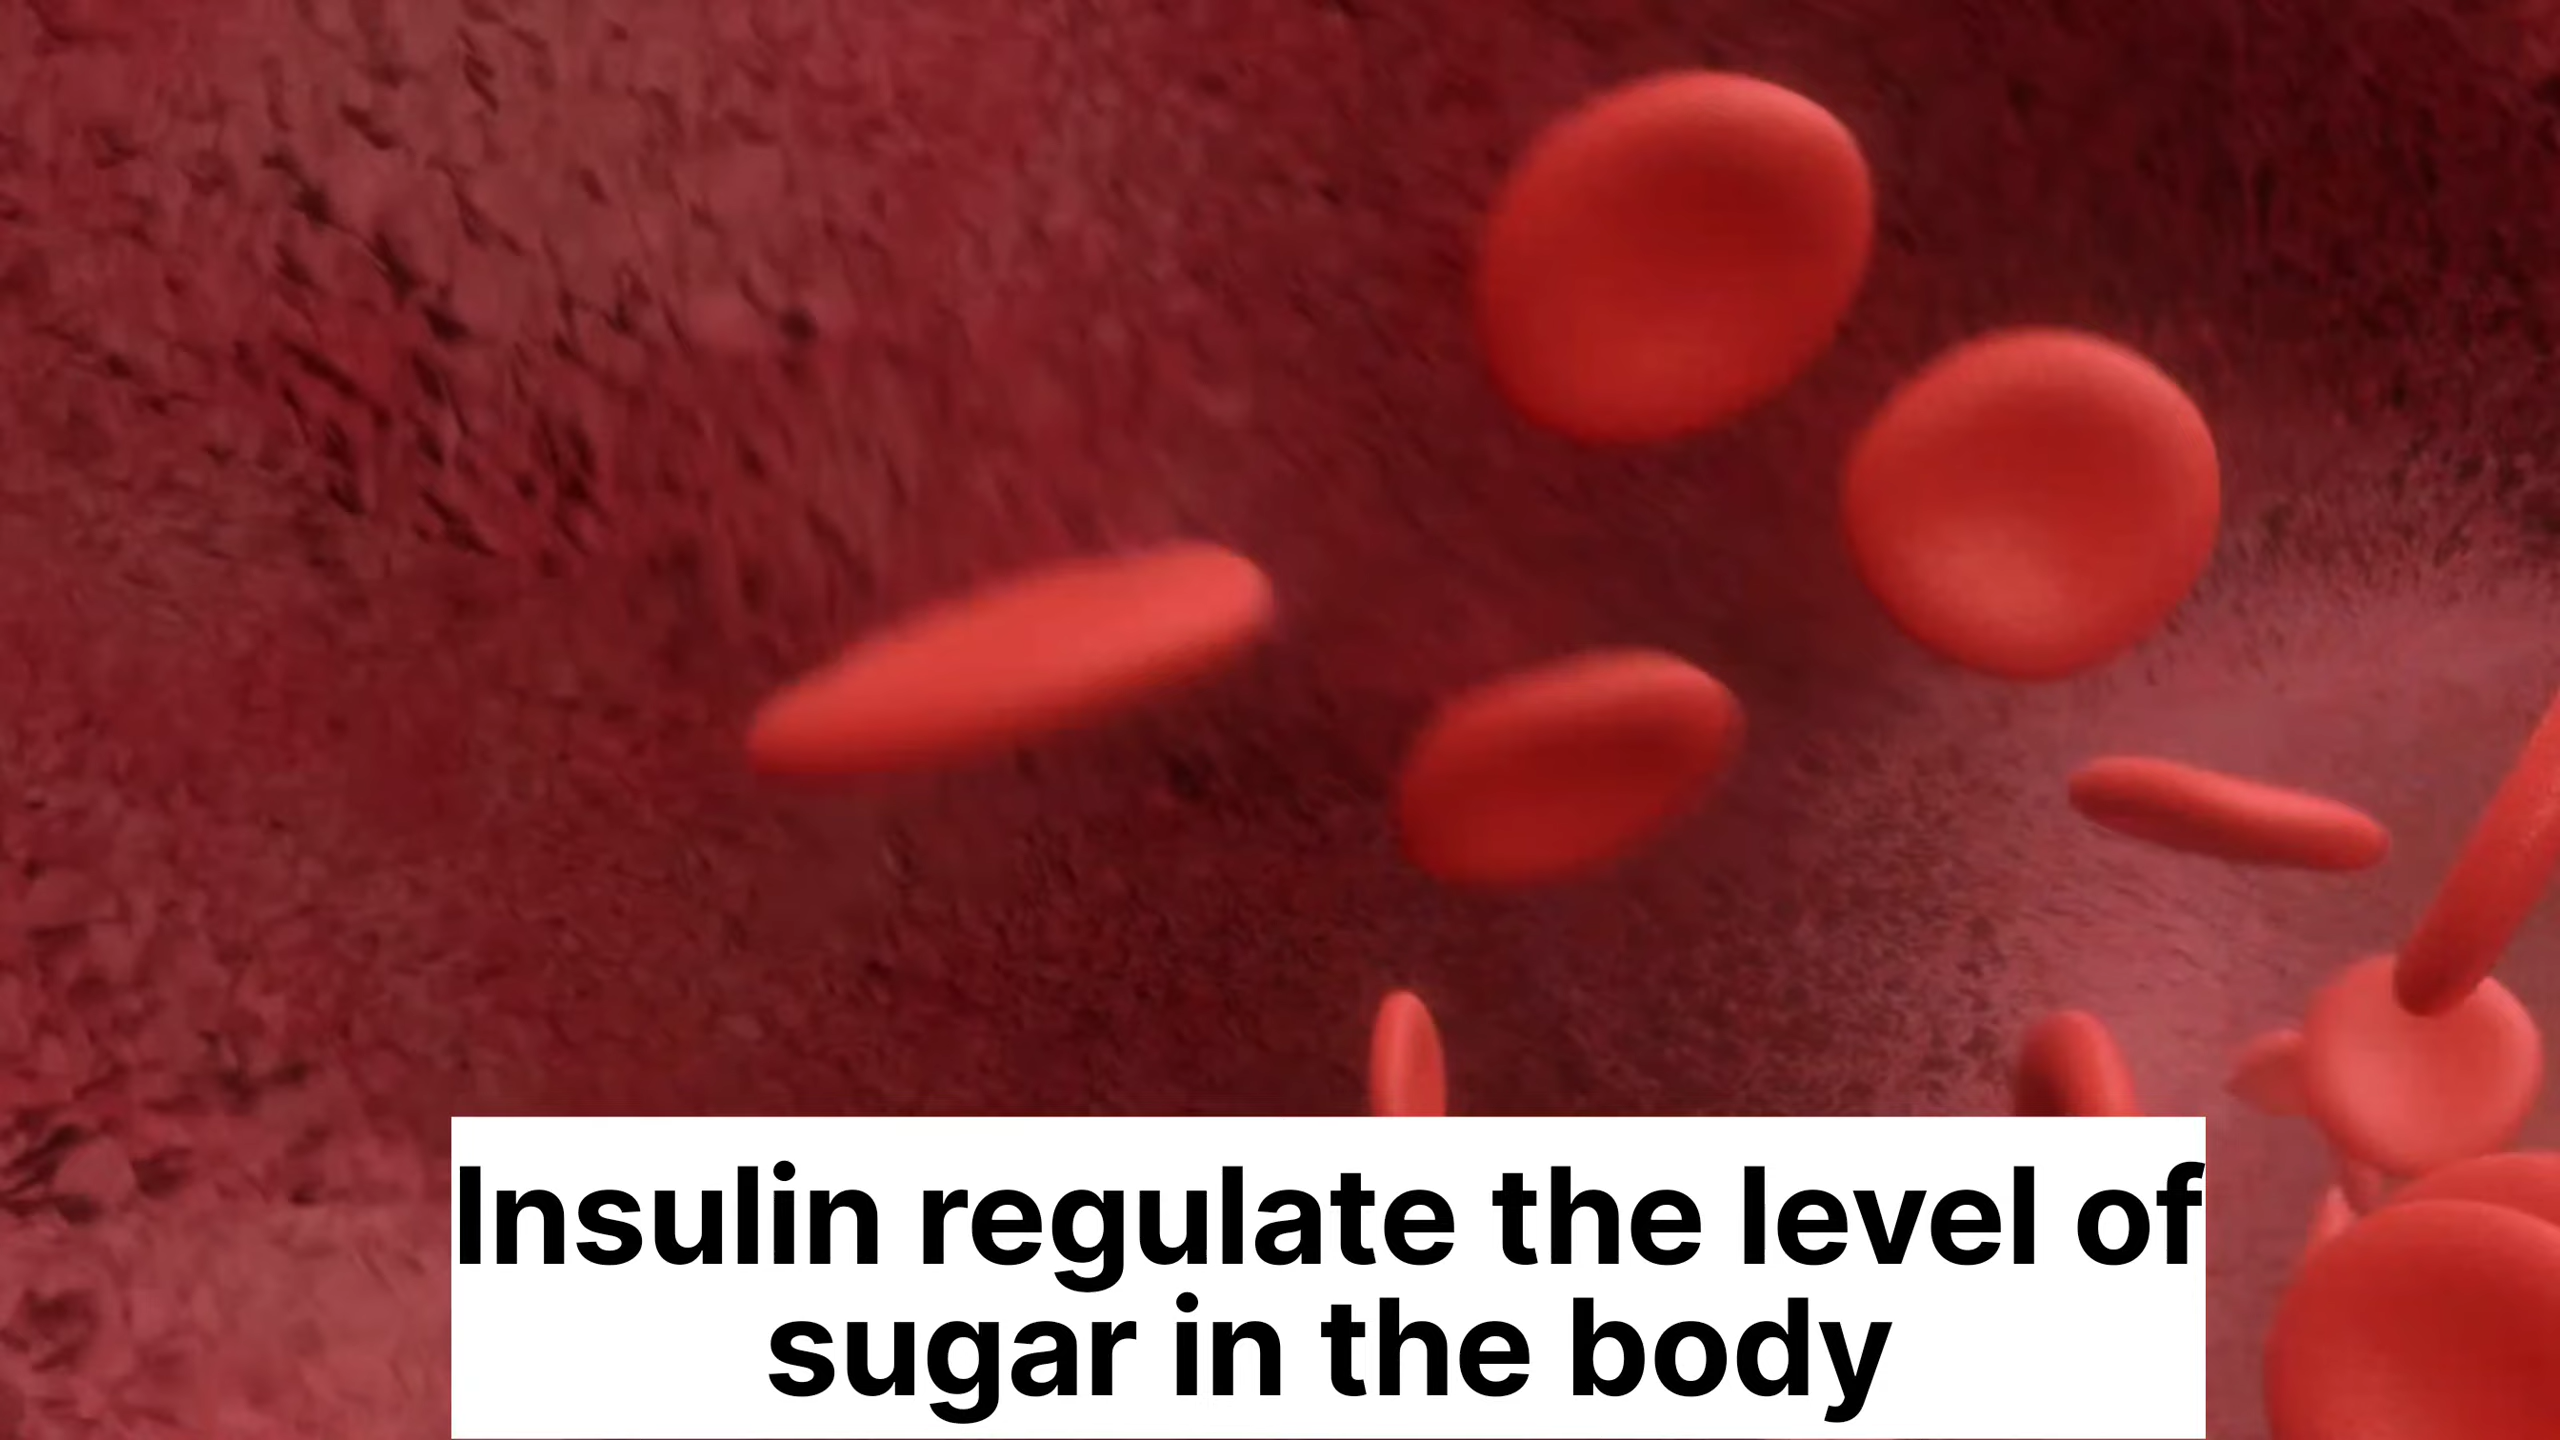 Insulin regulate the level of
sugar in the body